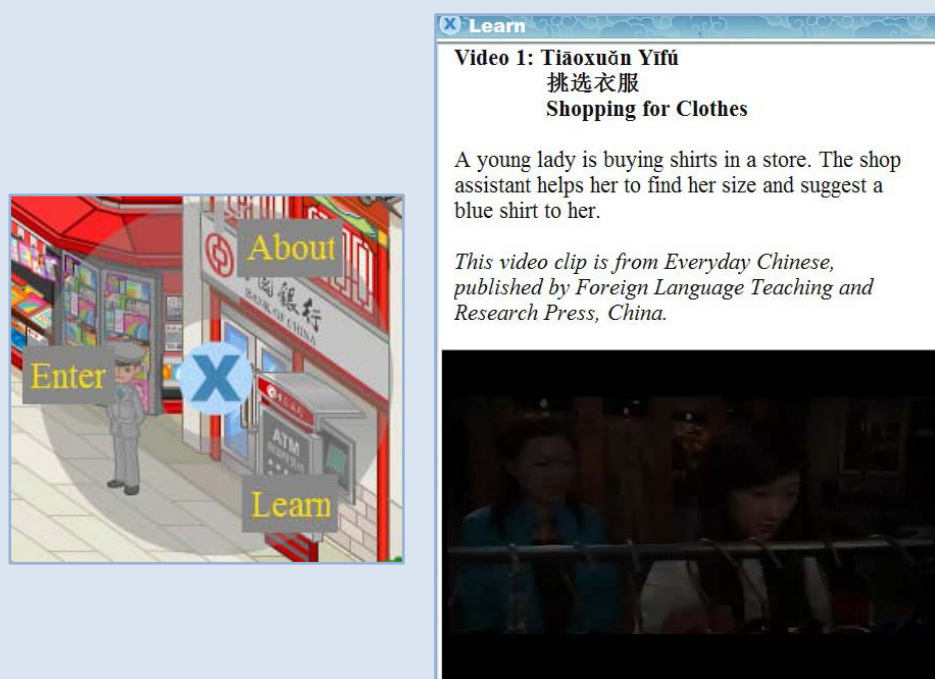 About
銀行
BANK OF CHINA
Enter
X
ATM
Learn
X Learn
Video 1: Tiāoxuǎn Yīfú
挑选衣服
Shopping for Clothes
A young lady is buying shirts in a store. The shop
assistant helps her to find her size and suggest a
blue shirt to her.
This video clip is from Everyday Chinese,
published by Foreign Language Teaching and
Research Press, China.